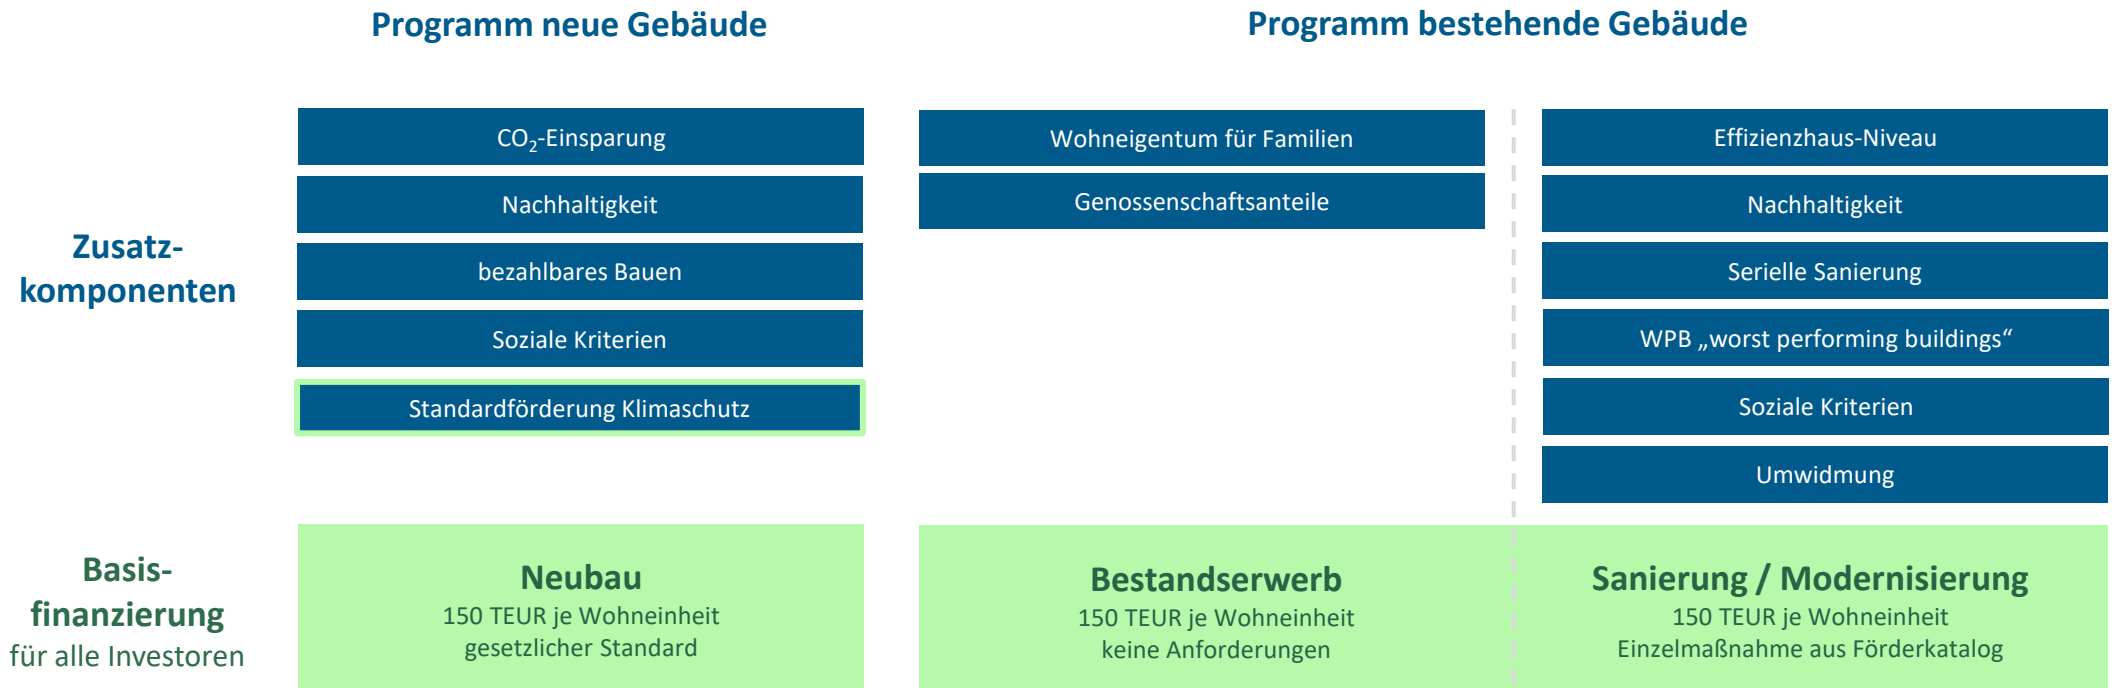 Programm neue Gebäude
Programm bestehende Gebäude
Zusatz-
komponenten
CO₂-Einsparung
Nachhaltigkeit
bezahlbares Bauen
Soziale Kriterien
Standardförderung Klimaschutz
Wohneigentum für Familien
Genossenschaftsanteile
Effizienzhaus-Niveau
Nachhaltigkeit
Serielle Sanierung
WPB „worst performing buildings“
Soziale Kriterien
Umwidmung
Basis-
finanzierung
für alle Investoren
Neubau
150 TEUR je Wohneinheit
gesetzlicher Standard
Bestandserwerb
150 TEUR je Wohneinheit
keine Anforderungen
Sanierung / Modernisierung
150 TEUR je Wohneinheit
Einzelmaßnahme aus Förderkatalog